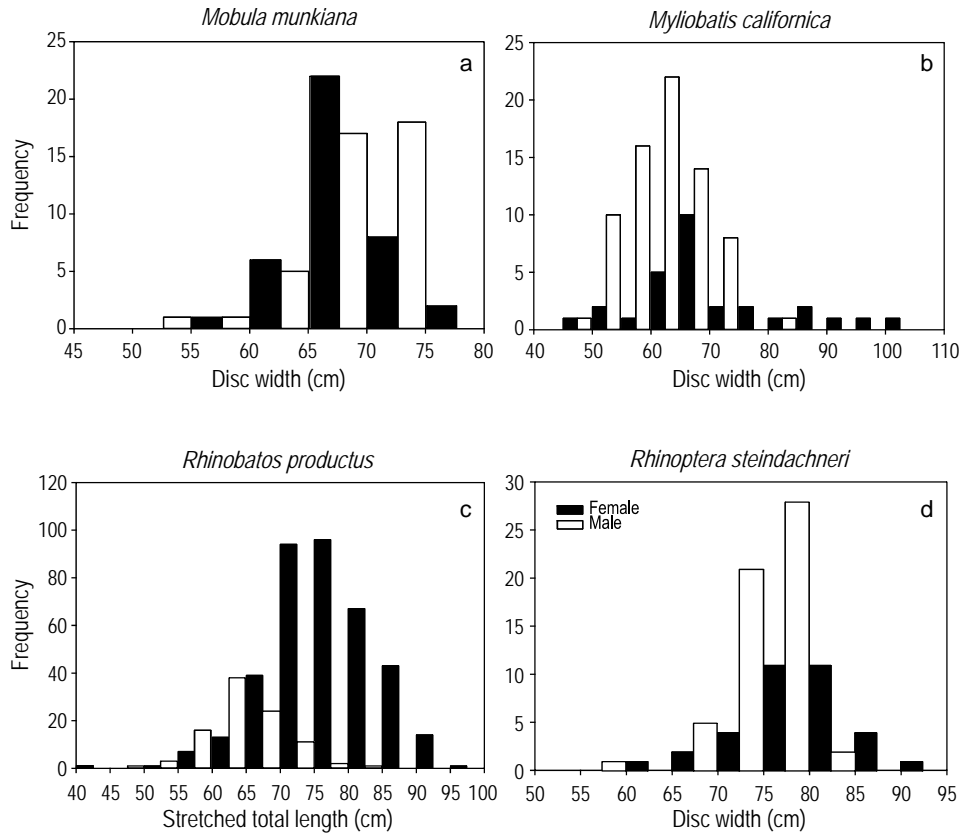 Mobula munkiana
Myliobatis californica
a
b
Frequency
25
20
15
10
5
0
45 50 55 60 65 70 75 80
Disc width (cm)
25
20
15
10
5
0
40 50 60 70 80 90 100 110
Disc width (cm)
Rhinobatos productus
Rhinoptera steindachneri
c
d
Frequency
120
100
80
60
40
20
0
40 45 50 55 60 65 70 75 80 85 90 95 100
Stretched total length (cm)
Female
Male
30
25
20
15
10
5
0
50 55 60 65 70 75 80 85 90 95
Disc width (cm)